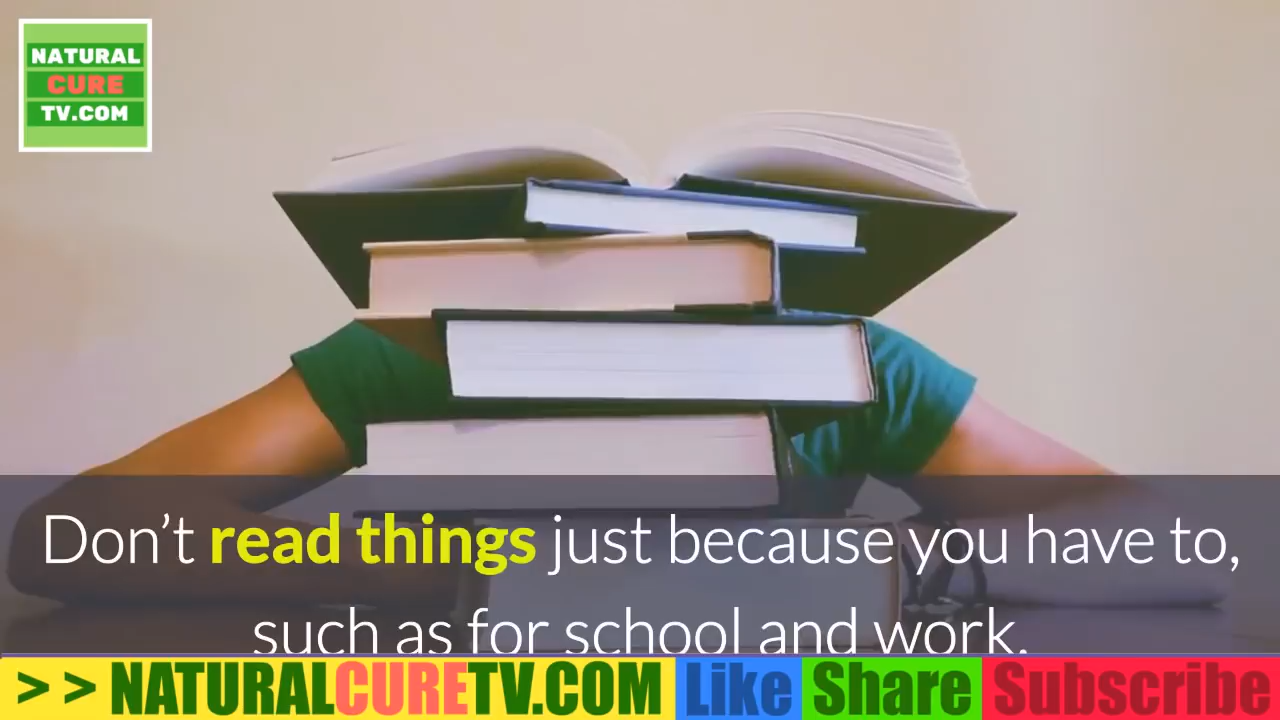 NATURAL
CURE
TV.COM
Don’t read things just because you have to,
such as for school and work.
> > NATURALCURETV.COM Like Share Subscribe